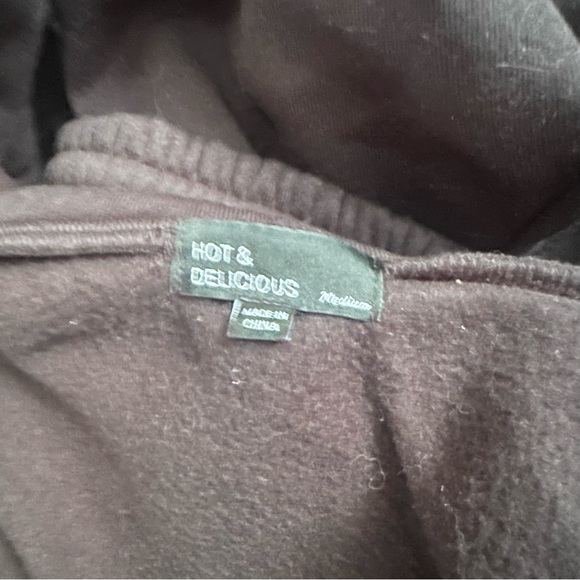 HOT &
DELICIOUS
Medium
MADE IN
CHINA